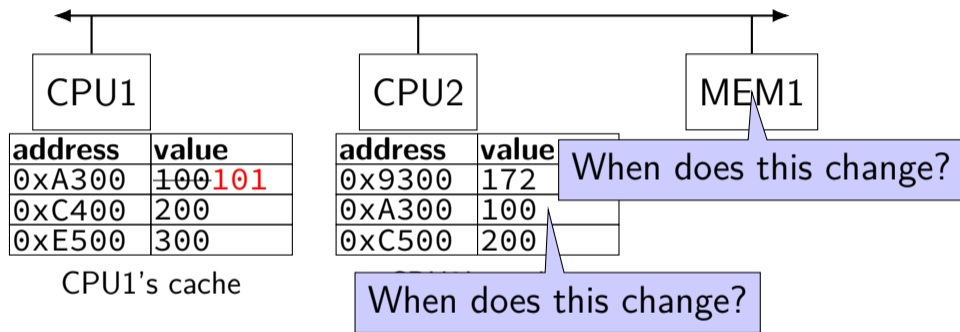 CPU1
CPU2
MEM1
address value
0xA300 100101
0xC400 200
0xE500 300
CPU1's cache
address value
0x9300 172
0xA300 100
0xC500 200
When does this change?
When does this change?